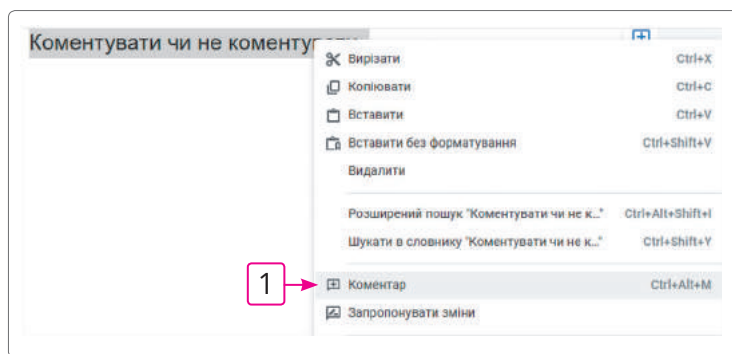 Коментувати чи не коментувати
Вирізати Ctrl+X
Копіювати Ctrl+C
Вставити Ctrl+V
Вставити без форматування Ctrl+Shift+V
Видалити
Розширений пошук "Коментувати чи не к..." Ctrl+Alt+Shift+I
Шукати в словнику "Коментувати чи не к..." Ctrl+Shift+Y
1 Коментар Ctrl+Alt+M
Запропонувати зміни